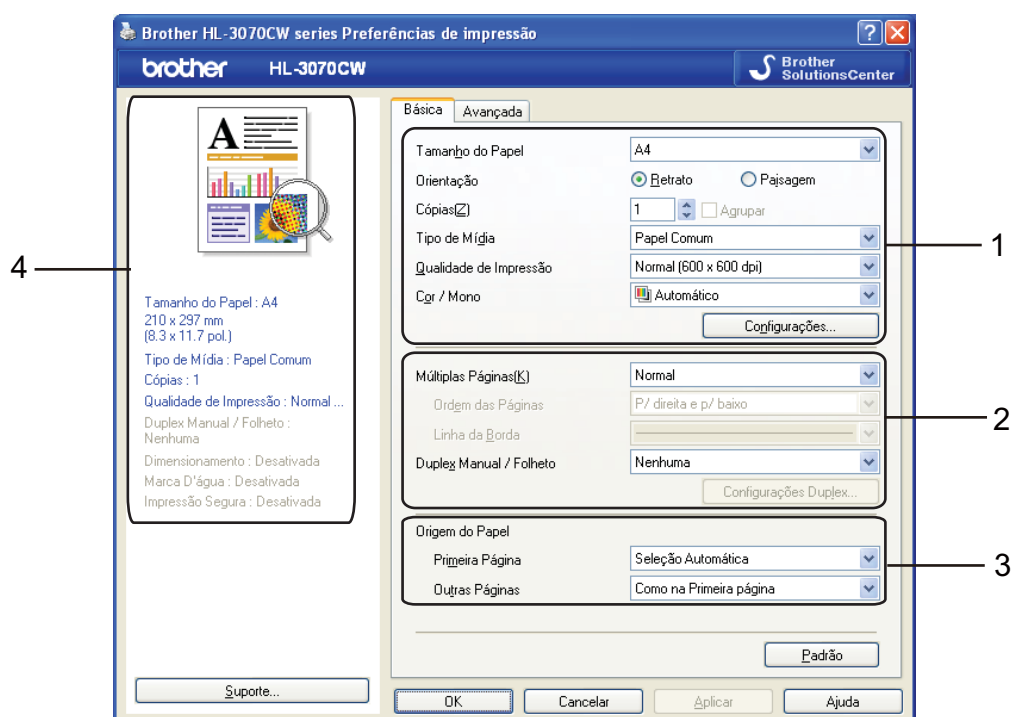 Brother HL-3070CW series Preferências de impressão
brother HL-3070CW
Brother
SolutionsCenter
4
A
Tamanho do Papel : A4
210 x 297 mm
(8.3 x 11.7 pol.)
Tipo de Mídia : Papel Comum
Cópias : 1
Qualidade de Impressão : Normal ...
Duplex Manual / Folheto :
Nenhuma
Dimensionamento : Desativada
Marca D'água : Desativada
Impressão Segura : Desativada
Suporte...
Básica Avançada
Tamanho do Papel A4
Orientação Retrato Paisagem
Cópias(Z) 1 Agrupar
Tipo de Mídia Papel Comum
Qualidade de Impressão Normal (600 x 600 dpi)
Cor / Mono Automático
Configurações...
1
Múltiplas Páginas(K) Normal
Ordem das Páginas P/ direita e p/ baixo
Linha da Borda
Duplex Manual / Folheto Nenhuma
Configurações Duplex...
2
Origem do Papel
Primeira Página Seleção Automática
Outras Páginas Como na Primeira página
3
Padrão
OK Cancelar Aplicar Ajuda